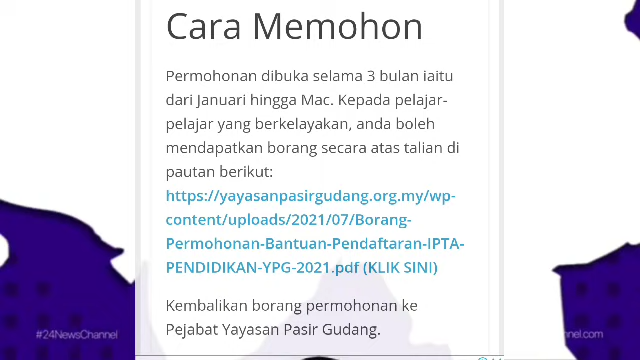 Cara Memohon
Permohonan dibuka selama 3 bulan iaitu
dari Januari hingga Mac. Kepada pelajar-
pelajar yang berkelayakan, anda boleh
mendapatkan borang secara atas talian di
pautan berikut:
https://yayasanpasirgudang.org.my/wp-
content/uploads/2021/07/Borang-
Permohonan-Bantuan-Pendaftaran-IPTA-
PENDIDIKAN-YPG-2021.pdf (KLIK SINI)
Kembalikan borang permohonan ke
Pejabat Yayasan Pasir Gudang.
#24NewsChannel